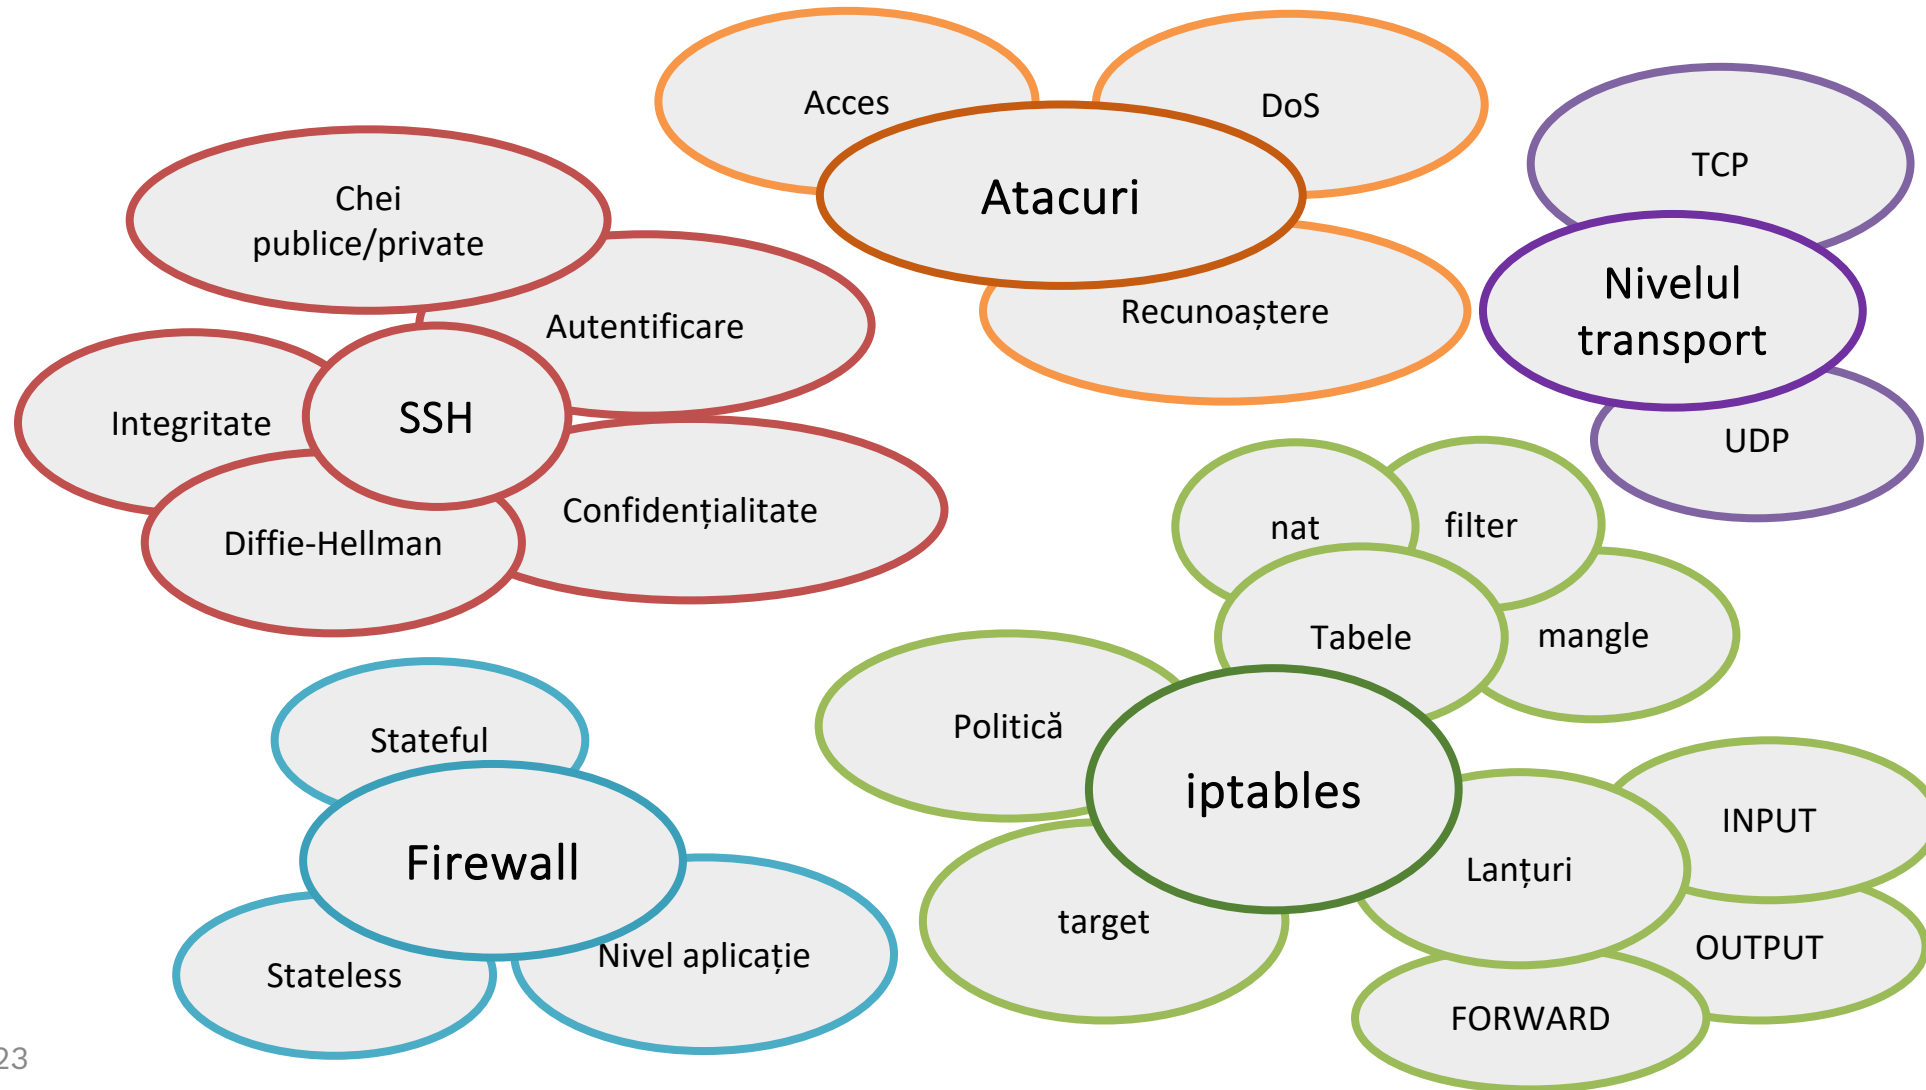 Acces
DoS
Atacuri
Recunoaștere
TCP
Nivelul
transport
UDP
Chei
publice/private
Autentificare
Integritate
SSH
Confidențialitate
Diffie-Hellman
nat
filter
Tabele
mangle
Politică
iptables
target
Lanțuri
INPUT
OUTPUT
FORWARD
Stateful
Firewall
Stateless
Nivel aplicație
23